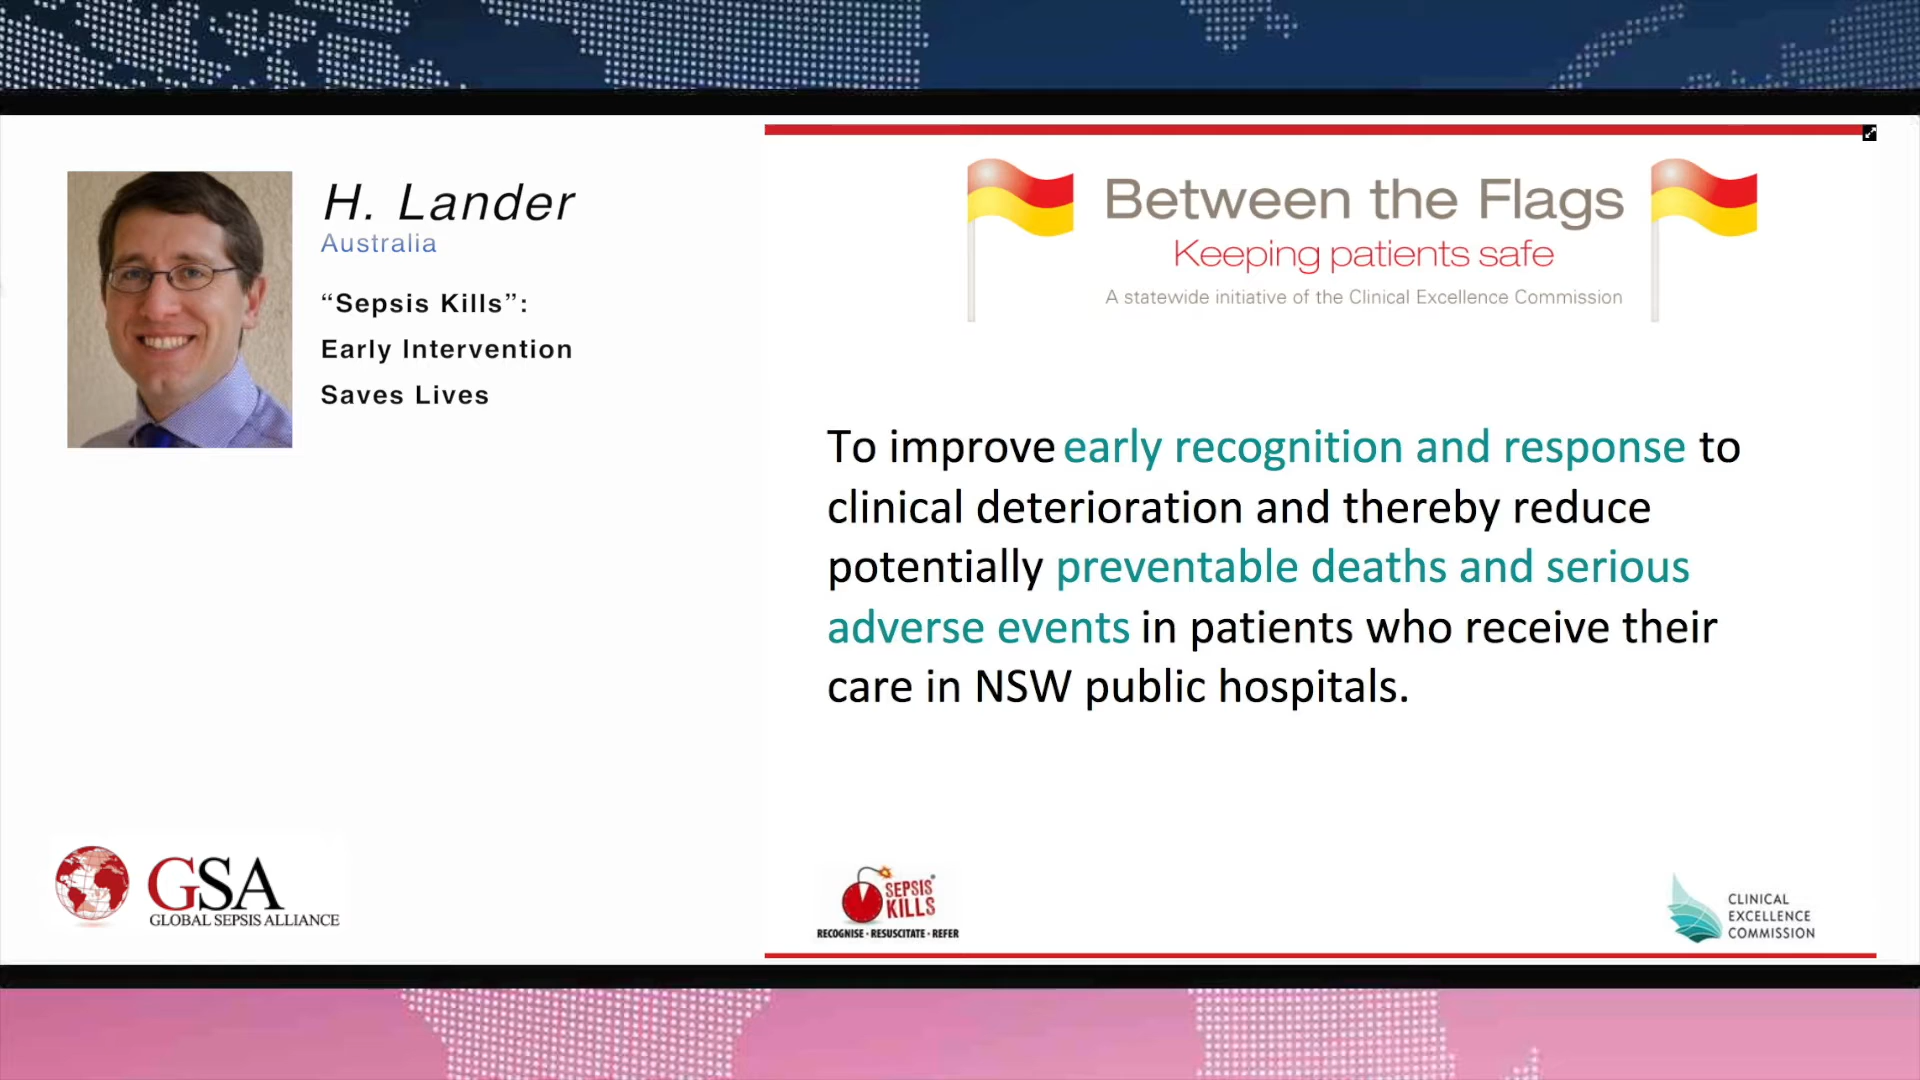 H. Lander
Australia
“Sepsis Kills”:
Early Intervention
Saves Lives
GSA
GLOBAL SEPSIS ALLIANCE
Between the Flags
Keeping patients safe
A statewide initiative of the Clinical Excellence Commission
To improve early recognition and response to
clinical deterioration and thereby reduce
potentially preventable deaths and serious
adverse events in patients who receive their
care in NSW public hospitals.
SEPSIS
KILLS
RECOGNISE · RESUSCITATE · REFER
CLINICAL
EXCELLENCE
COMMISSION